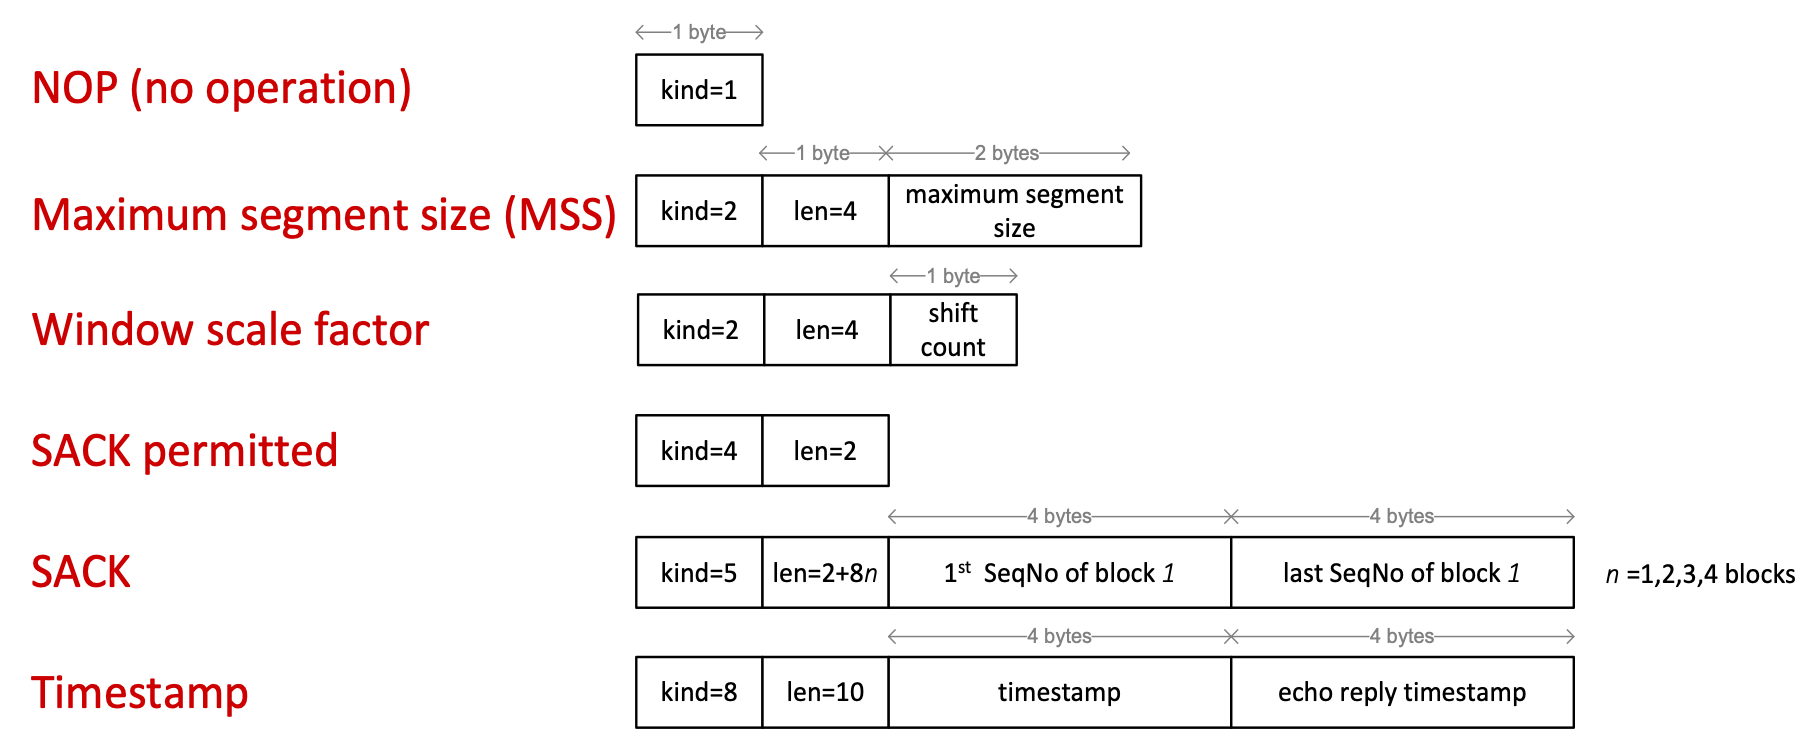 1 byte
NOP (no operation)
kind=1
1 byte
2 bytes
Maximum segment size (MSS)
kind=2
len=4
maximum segment
size
1 byte
Window scale factor
kind=2
len=4
shift
count
SACK permitted
kind=4
len=2
4 bytes
4 bytes
SACK
kind=5
len=2+8n
1st SeqNo of block 1
last SeqNo of block 1
n =1,2,3,4 blocks
4 bytes
4 bytes
Timestamp
kind=8
len=10
timestamp
echo reply timestamp